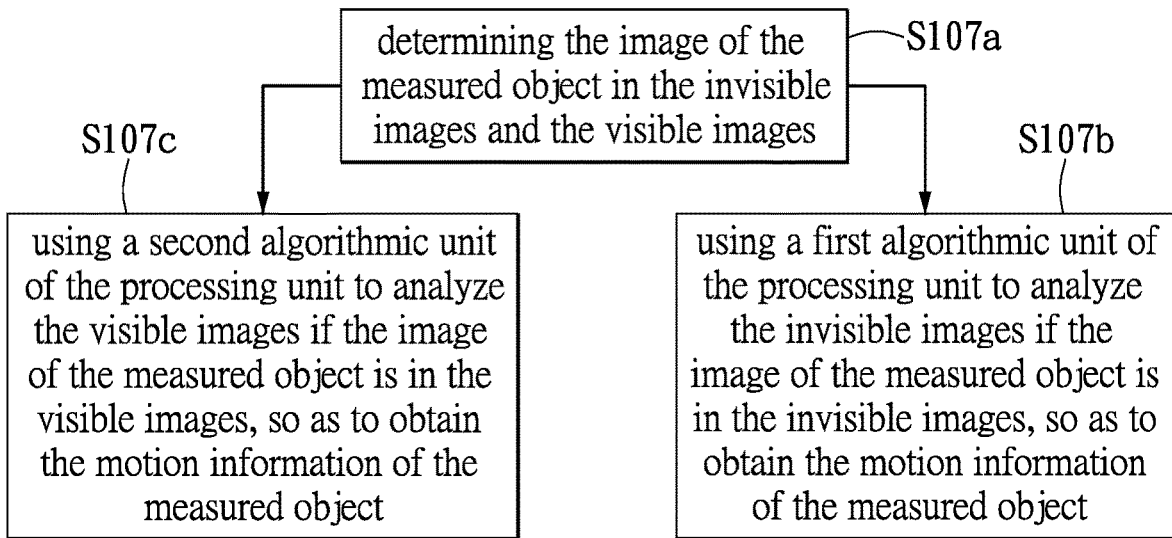 determining the image of the
measured object in the invisible
images and the visible images
S107a
S107c
using a second algorithmic unit
of the processing unit to analyze
the visible images if the image
of the measured object is in the
visible images, so as to obtain
the motion information of the
measured object
S107b
using a first algorithmic unit of
the processing unit to analyze
the invisible images if the
image of the measured object is
in the invisible images, so as to
obtain the motion information
of the measured object